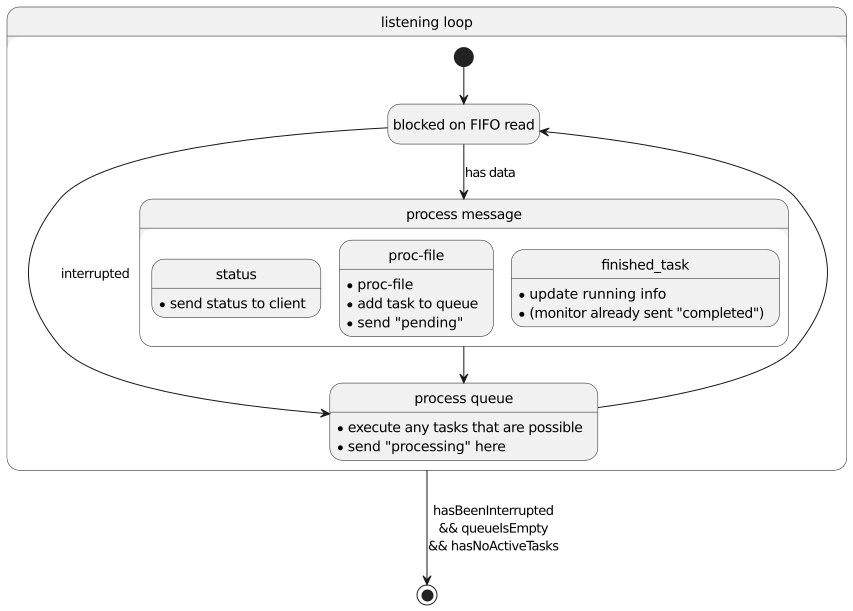 listening loop
blocked on FIFO read
has data
process message
interrupted
status
• send status to client
proc-file
• proc-file
• add task to queue
• send "pending"
finished_task
• update running info
• (monitor already sent "completed")
process queue
• execute any tasks that are possible
• send "processing" here
hasBeenInterrupted
&& queueIsEmpty
&& hasNoActiveTasks